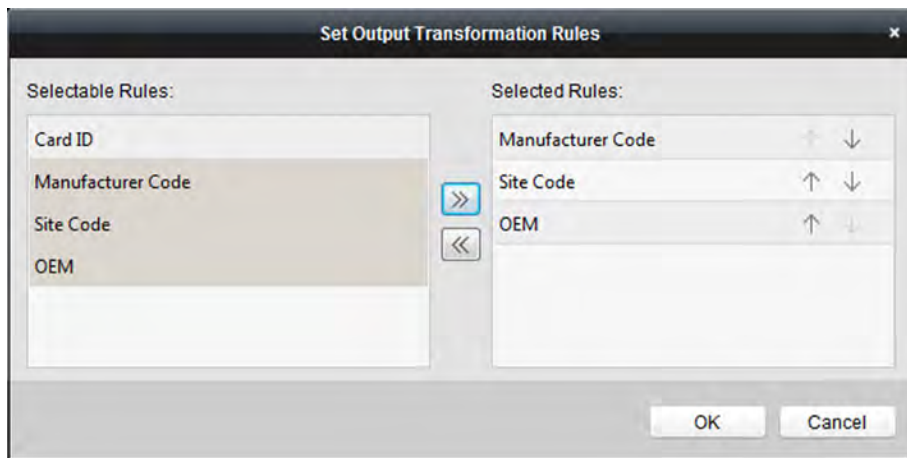 Set Output Transformation Rules
Selectable Rules:
Card ID
Manufacturer Code
Site Code
OEM
Selected Rules:
Manufacturer Code
Site Code
OEM
OK
Cancel